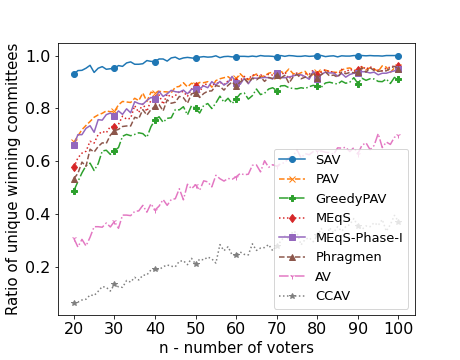 1.0
0.8
0.6
0.4
0.2
Ratio of unique winning committees
SAV
PAV
GreedyPAV
MEqS
MEqS-Phase-I
Phragmen
AV
CCAV
20 30 40 50 60 70 80 90 100
n - number of voters